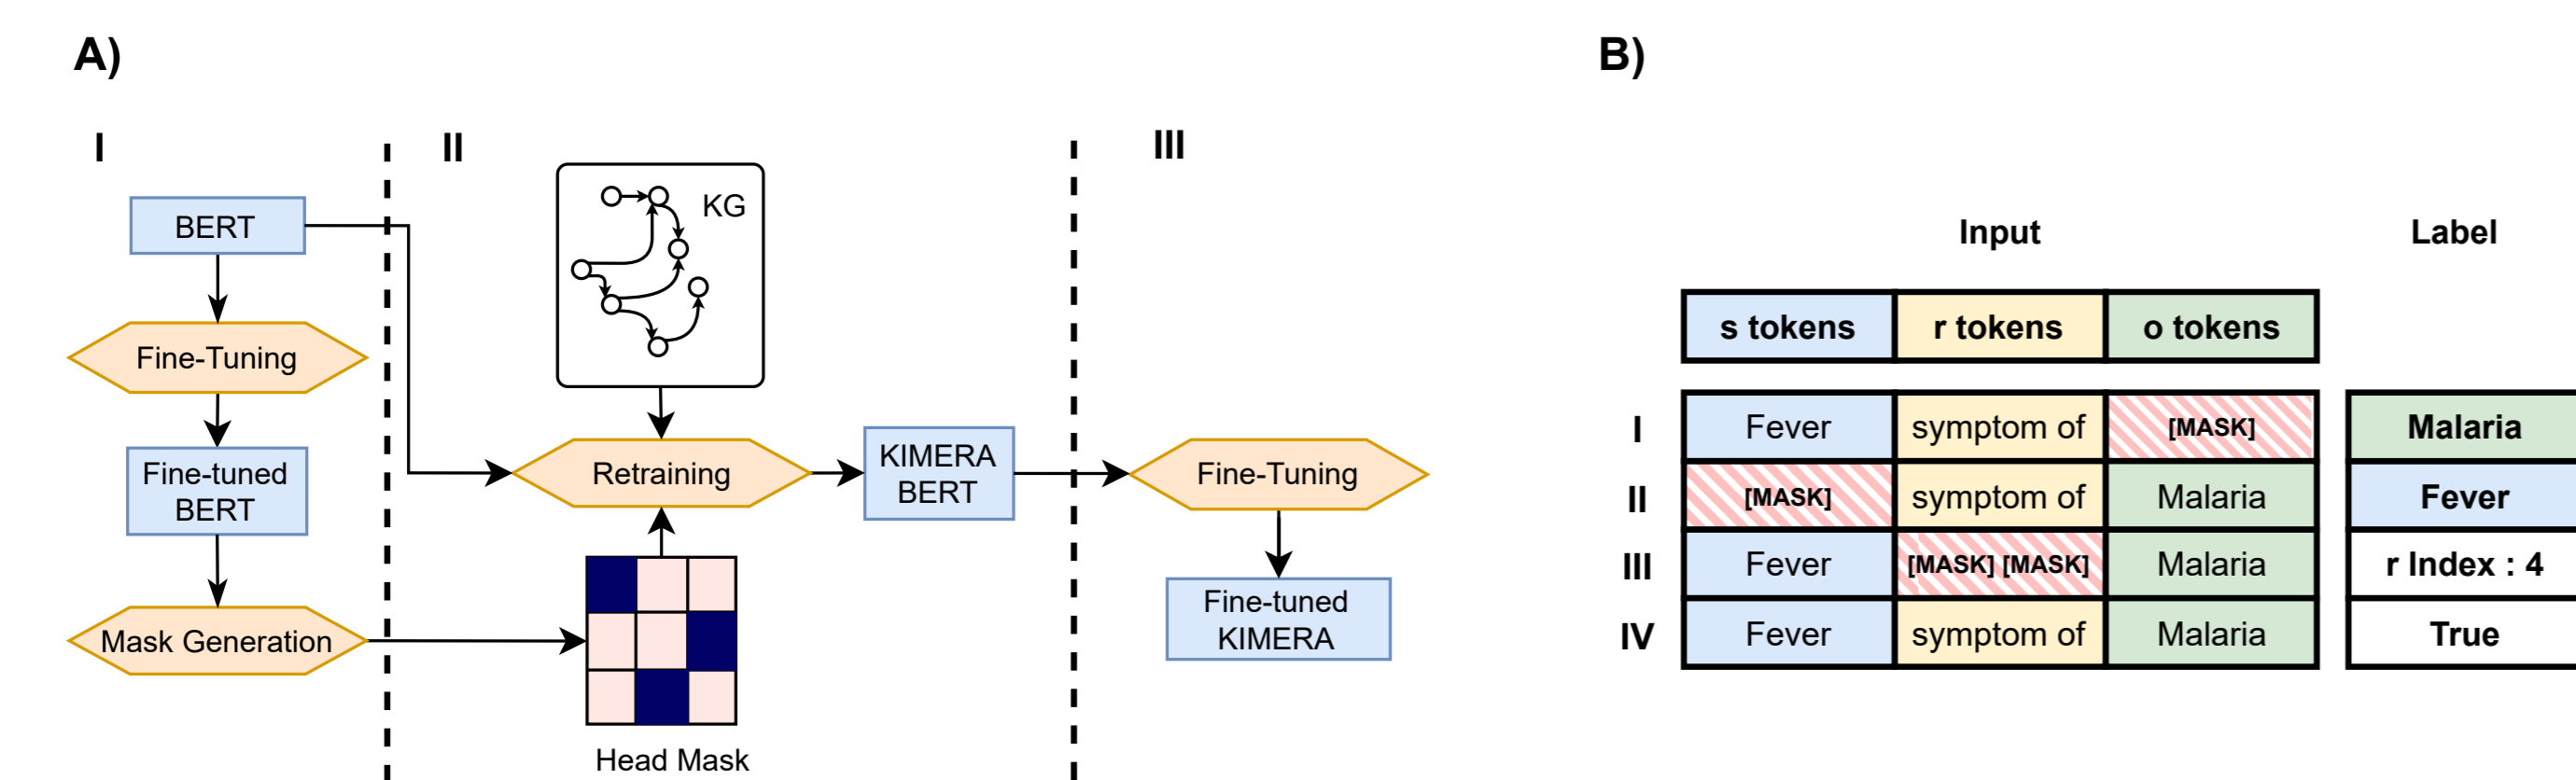 A)
I
II
III
BERT
Fine-Tuning
Fine-tuned
BERT
Mask Generation
KG
Retraining
Head Mask
KIMERA
BERT
Fine-Tuning
Fine-tuned
KIMERA
B)
Input Label
s tokens r tokens o tokens
I Fever symptom of [MASK] Malaria
II [MASK] symptom of Malaria Fever
III Fever [MASK] [MASK] Malaria r Index : 4
IV Fever symptom of Malaria True